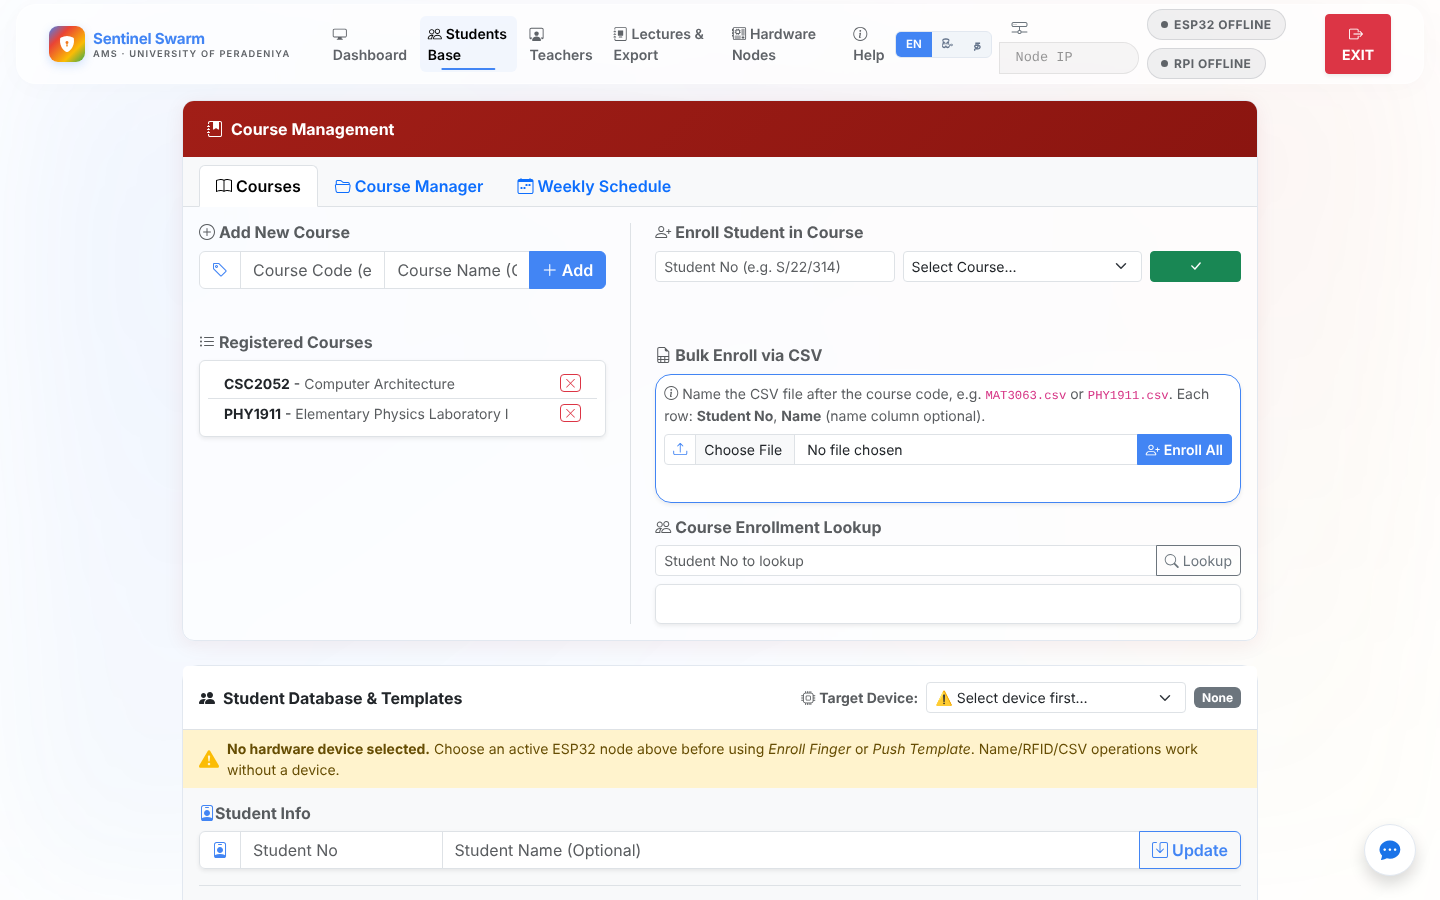 Sentinel Swarm
AMS · UNIVERSITY OF PERADENIYA
Dashboard
Students Base
Teachers
Lectures & Export
Hardware Nodes
Help
EN
සිං
த
Node IP
ESP32 OFFLINE
RPI OFFLINE
EXIT
Course Management
Courses
Course Manager
Weekly Schedule
Add New Course
Course Code (e
Course Name (C
Add
Registered Courses
CSC2052 - Computer Architecture
PHY1911 - Elementary Physics Laboratory I
Enroll Student in Course
Student No (e.g. S/22/314)
Select Course...
Bulk Enroll via CSV
Name the CSV file after the course code, e.g. MAT3063.csv or PHY1911.csv. Each
row: Student No, Name (name column optional).
Choose File
No file chosen
Enroll All
Course Enrollment Lookup
Student No to lookup
Lookup
Student Database & Templates
Target Device:
Select device first...
None
No hardware device selected. Choose an active ESP32 node above before using Enroll Finger or Push Template. Name/RFID/CSV operations work
without a device.
Student Info
Student No
Student Name (Optional)
Update